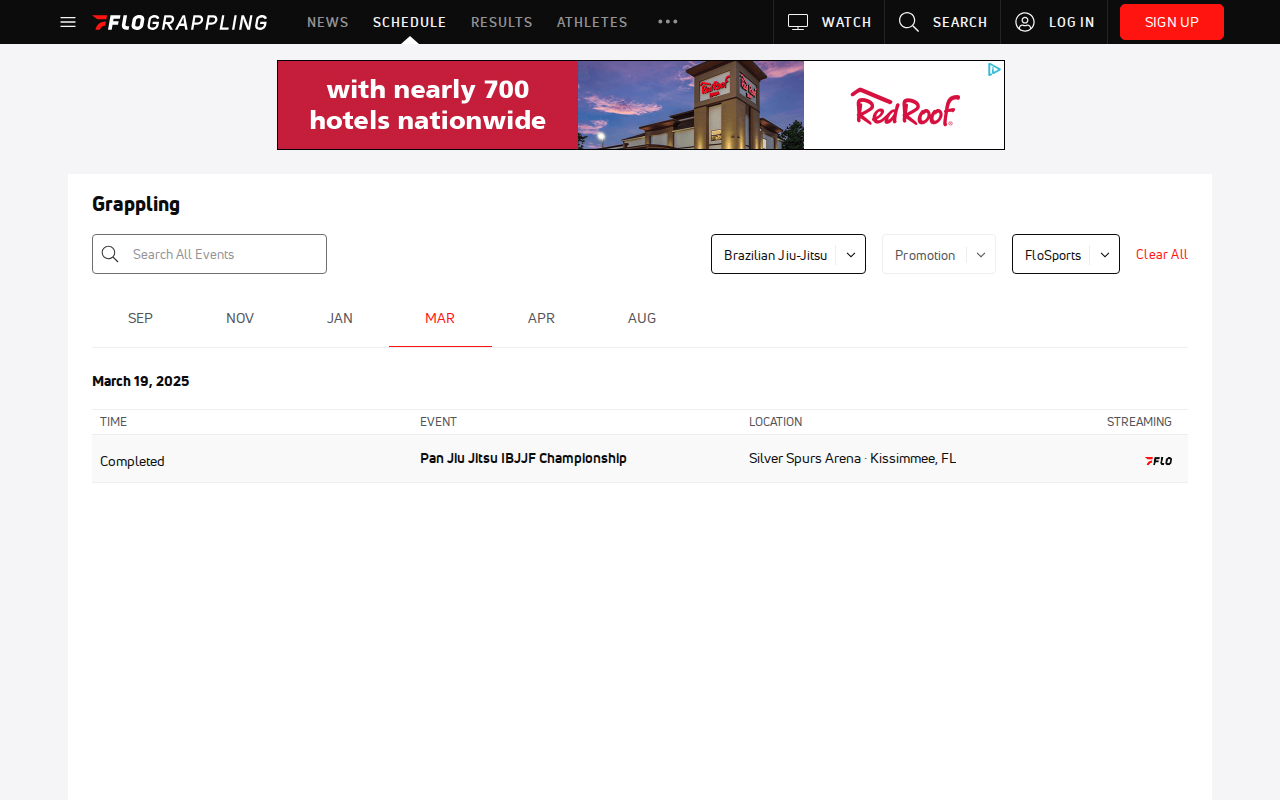 FLOGRAPPLING
NEWS
SCHEDULE
RESULTS
ATHLETES
WATCH
SEARCH
LOG IN
SIGN UP
with nearly 700
hotels nationwide
Red Roof
Grappling
Search All Events
Brazilian Jiu-Jitsu
Promotion
FloSports
Clear All
SEP
NOV
JAN
MAR
APR
AUG
March 19, 2025
TIME
EVENT
LOCATION
STREAMING
Completed
Pan Jiu Jitsu IBJJF Championship
Silver Spurs Arena · Kissimmee, FL
FLO